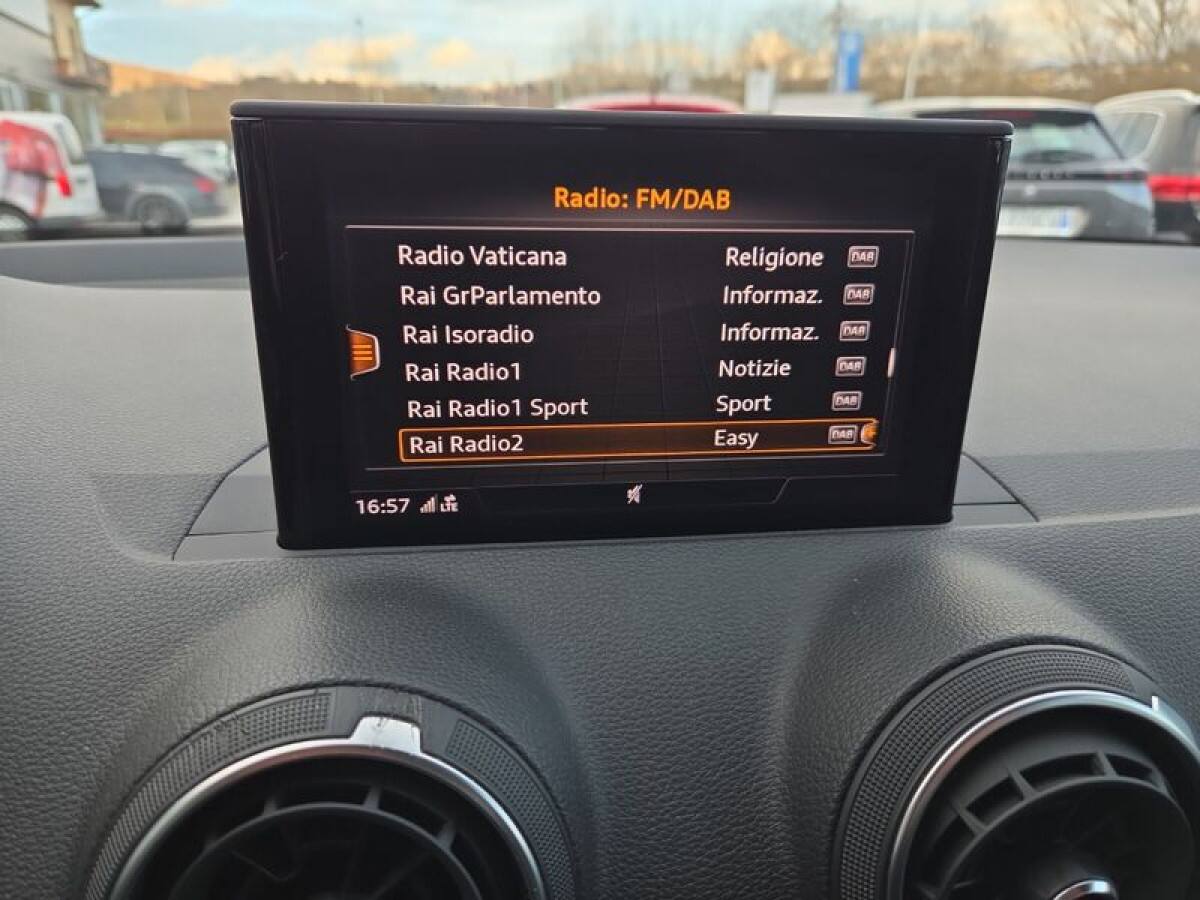 Radio: FM/DAB
Radio Vaticana Religione DAB
Rai GrParlamento Informaz. DAB
Rai Isoradio Informaz. DAB
Rai Radio1 Notizie DAB
Rai Radio1 Sport Sport DAB
Rai Radio2 Easy DAB
16:57 LTE